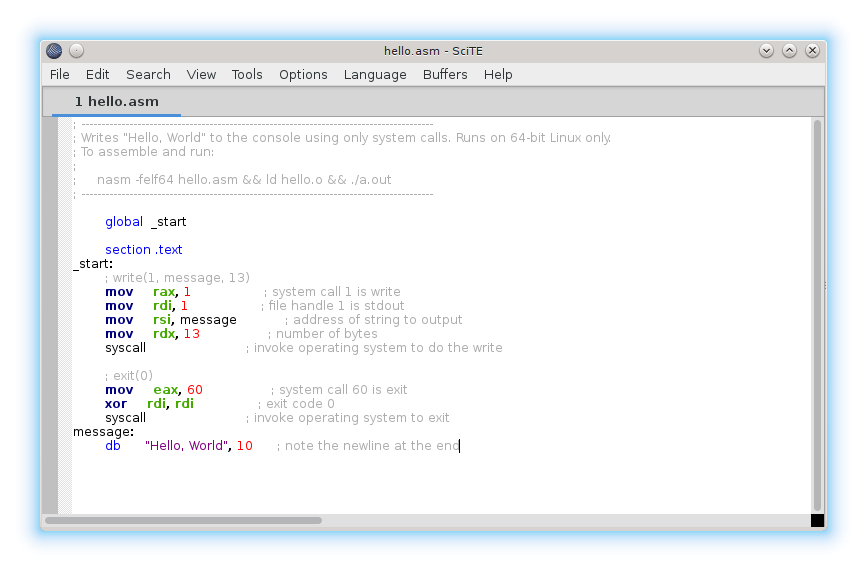 hello.asm - SciTE
File Edit Search View Tools Options Language Buffers Help
1 hello.asm
; ----------------------------------------------------------------------------------------
; Writes "Hello, World" to the console using only system calls. Runs on 64-bit Linux only.
; To assemble and run:
;
;     nasm -felf64 hello.asm && ld hello.o && ./a.out
; ----------------------------------------------------------------------------------------
global  _start
section .text
_start:
; write(1, message, 13)
mov     rax, 1                  ; system call 1 is write
mov     rdi, 1                  ; file handle 1 is stdout
mov     rsi, message            ; address of string to output
mov     rdx, 13                 ; number of bytes
syscall                         ; invoke operating system to do the write
; exit(0)
mov     eax, 60                 ; system call 60 is exit
xor     rdi, rdi                ; exit code 0
syscall                         ; invoke operating system to exit
message:
db      "Hello, World", 10      ; note the newline at the end